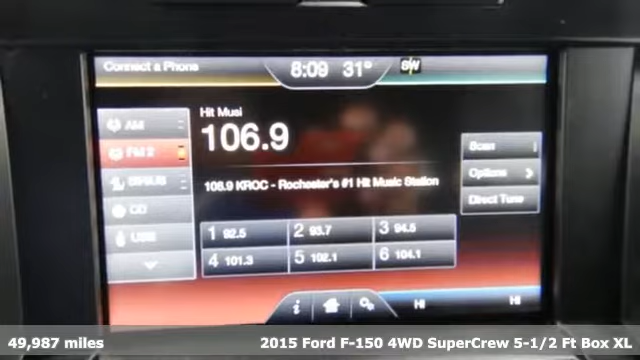 Connect a Phone
6:09 31° SW
Hit Musi
AM
106.9
FM 2
Scan
SIRIUS
106.9 KROC - Rochester's #1 Hit Music Station
Options
CD
Direct Tune
USB
1 92.5 2 93.7 3 94.5
4 101.3 5 102.1 6 104.1
HI HI
49,987 miles 2015 Ford F-150 4WD SuperCrew 5-1/2 Ft Box XL